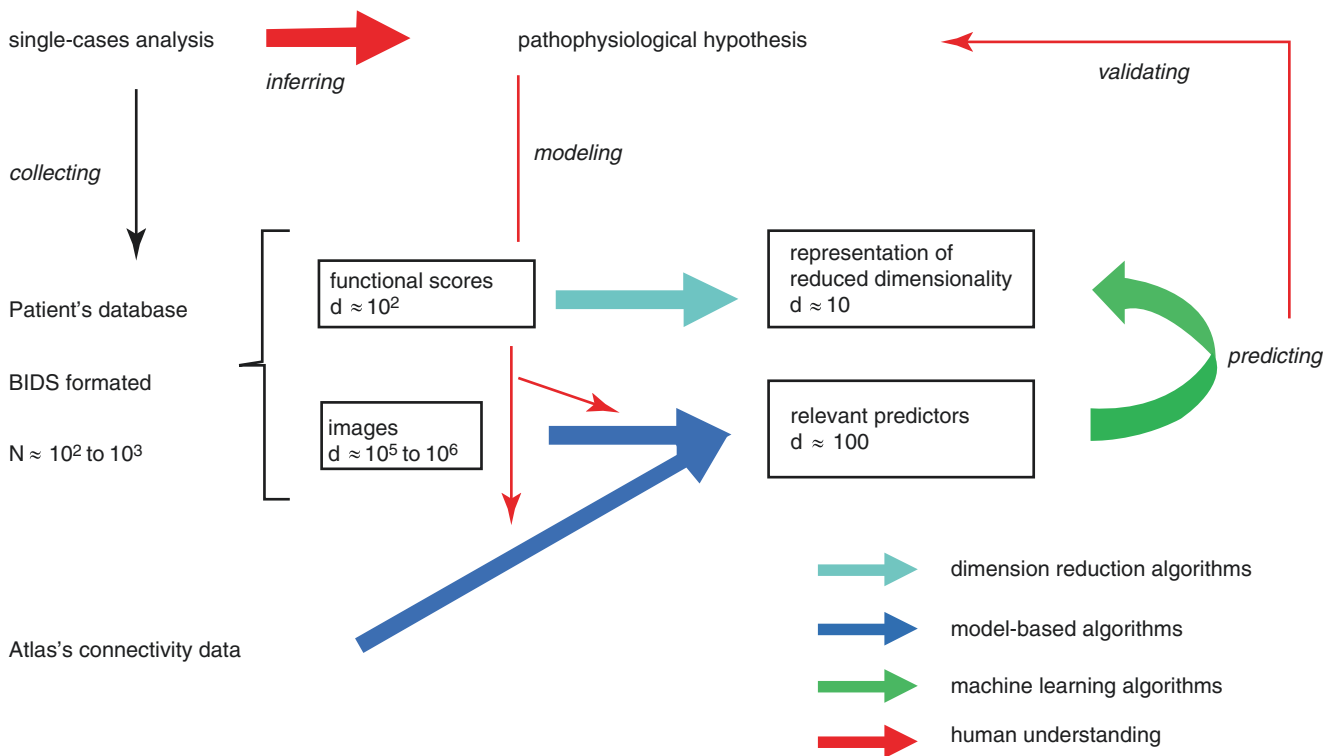 single-cases analysis
pathophysiological hypothesis
inferring
validating
modeling
collecting
functional scores
d ≈ 10²
representation of
reduced dimensionality
d ≈ 10
Patient's database
BIDS formated
N ≈ 10² to 10³
predicting
images
d ≈ 10⁵ to 10⁶
relevant predictors
d ≈ 100
Atlas's connectivity data
dimension reduction algorithms
model-based algorithms
machine learning algorithms
human understanding